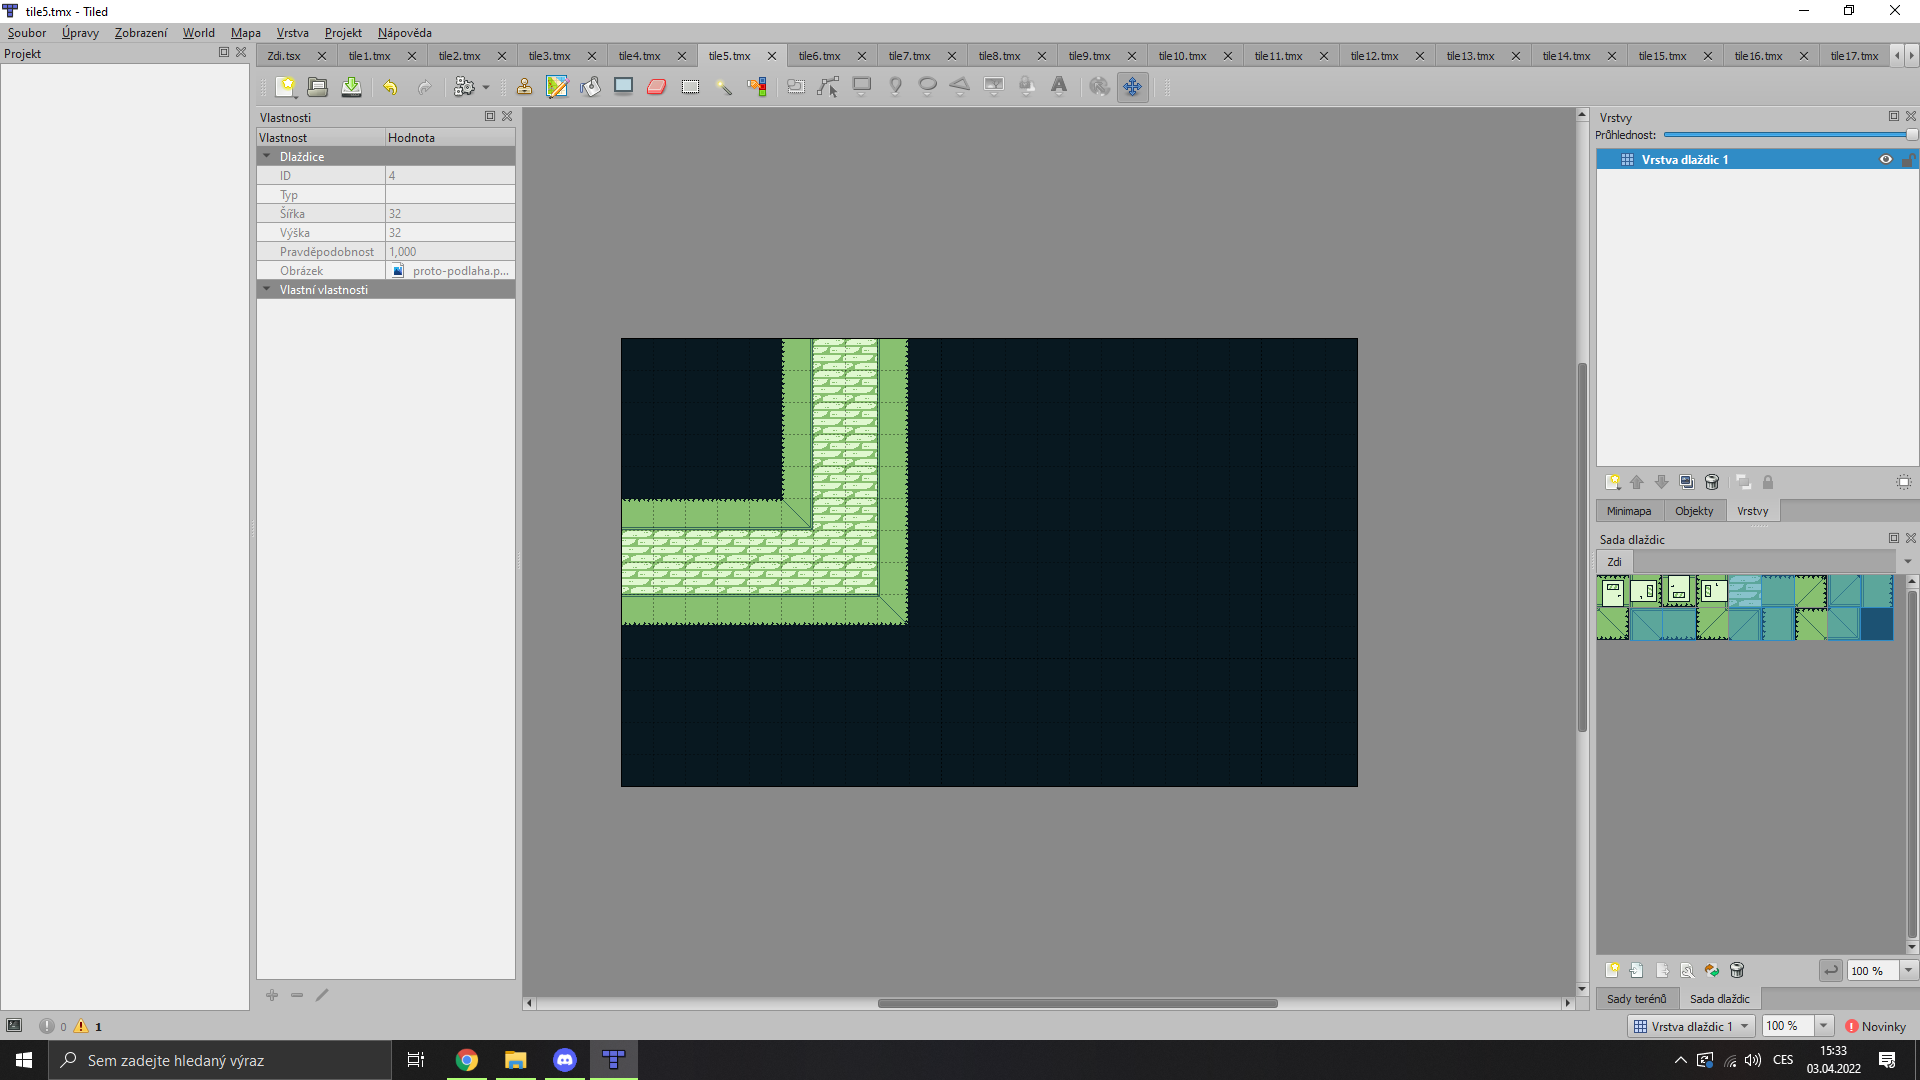 tile5.tmx - Tiled
Soubor Úpravy Zobrazení World Mapa Vrstva Projekt Nápověda
Projekt
Zdi.tsx tile1.tmx tile2.tmx tile3.tmx tile4.tmx tile5.tmx tile6.tmx tile7.tmx tile8.tmx tile9.tmx tile10.tmx tile11.tmx tile12.tmx tile13.tmx tile14.tmx tile15.tmx tile16.tmx tile17.tmx
Vlastnosti
Vlastnost Hodnota
Dlaždice
ID 4
Typ
Šířka 32
Výška 32
Pravděpodobnost 1,000
Obrázek proto-podlaha.p...
Vlastní vlastnosti
Vrstvy
Průhlednost:
Vrstva dlaždic 1
Minimapa Objekty Vrstvy
Sada dlaždic
Zdi
100 %
Sady terénů Sada dlaždic
0 1
Vrstva dlaždic 1 100 % Novinky
Sem zadejte hledaný výraz
CES
15:33
03.04.2022